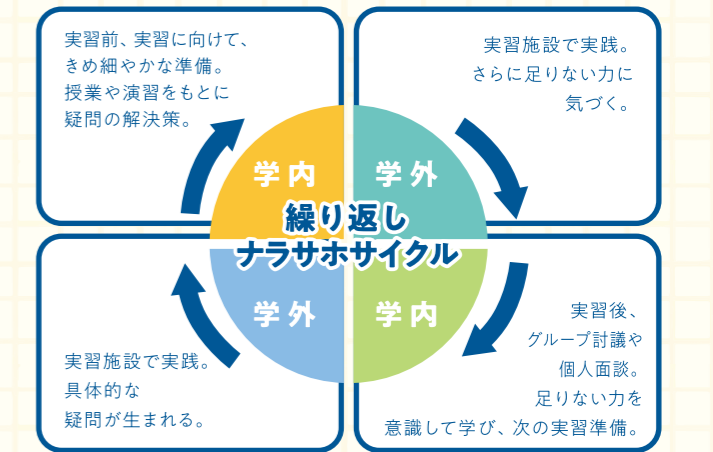 実習前、実習に向けて、
きめ細やかな準備。
授業や演習をもとに
疑問の解決策。
実習施設で実践。
さらに足りない力に
気づく。
学内
学外
繰り返し
ナラサホサイクル
学外
学内
実習施設で実践。
具体的な
疑問が生まれる。
実習後、
グループ討議や
個人面談。
足りない力を
意識して学び、次の実習準備。